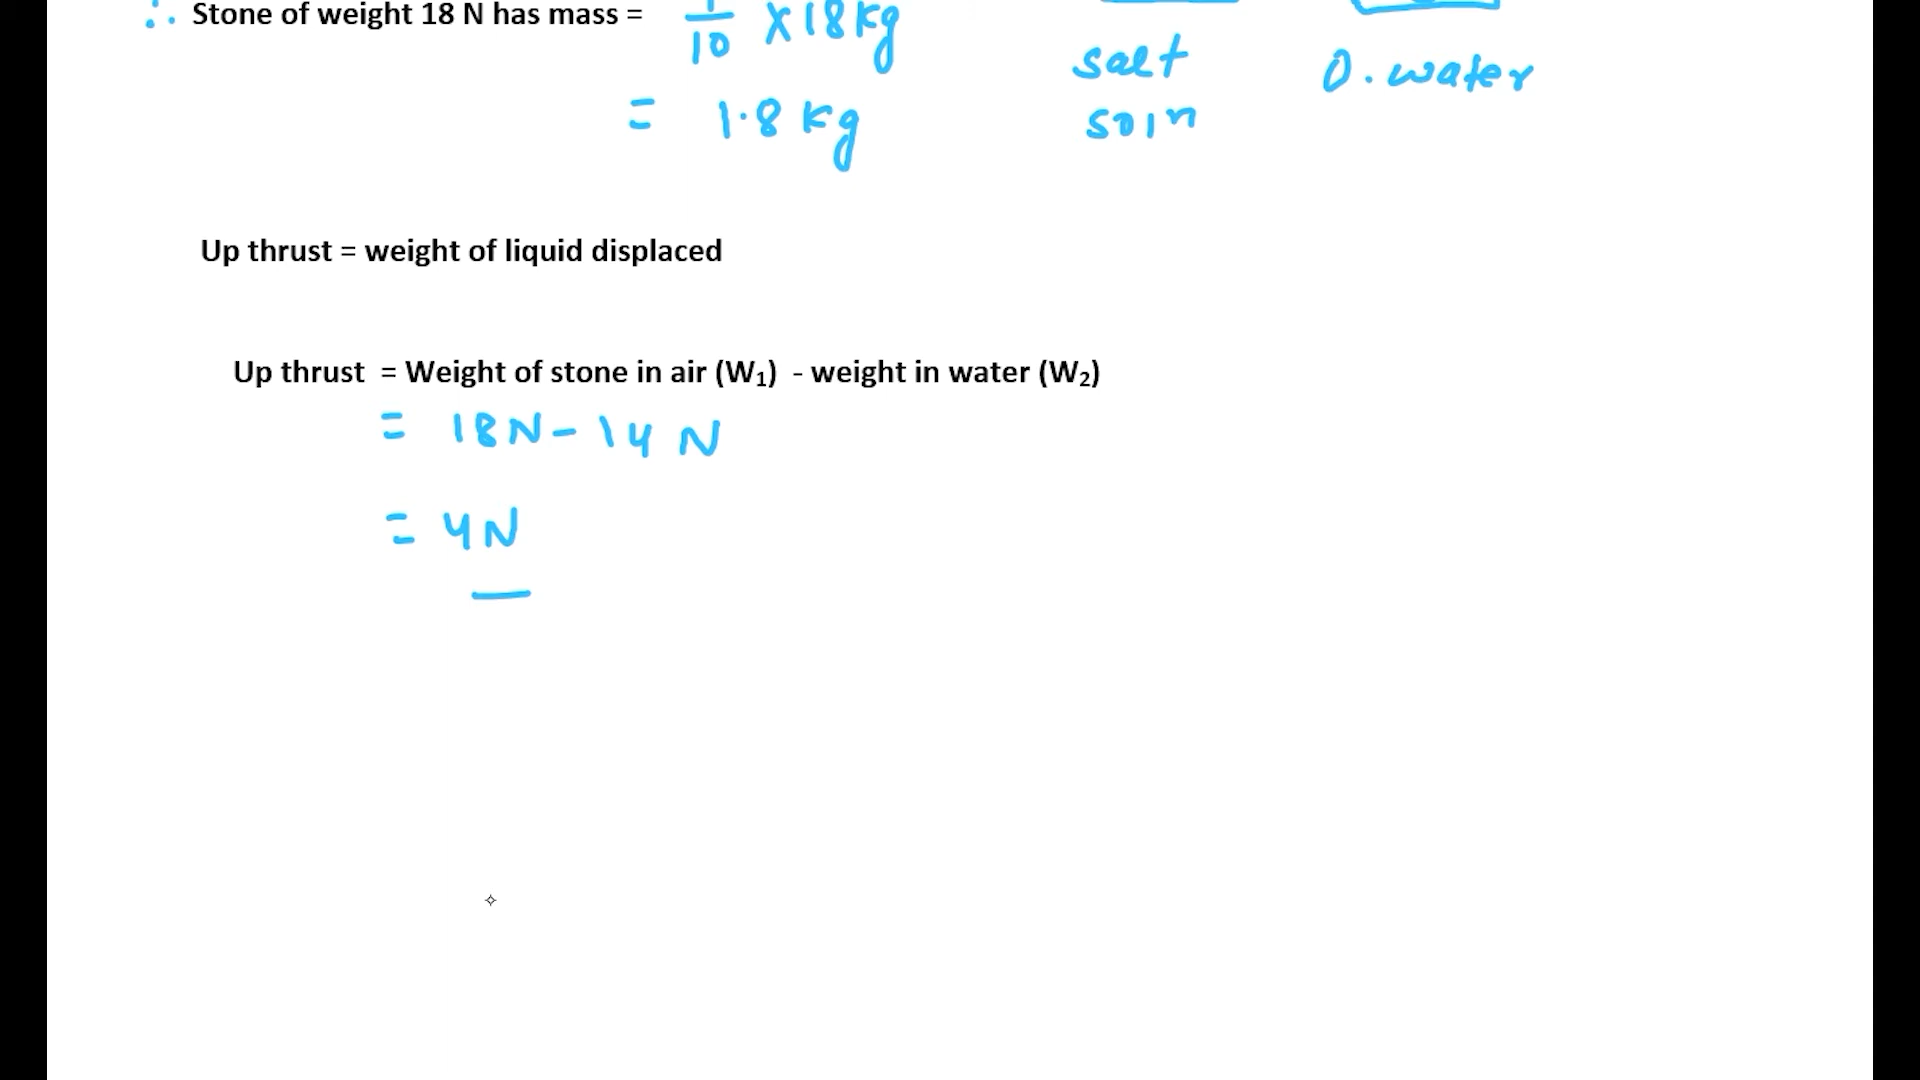 ∴ Stone of weight 18 N has mass = 1/10 × 18 kg
= 1.8 kg
salt
soln
O. water
Up thrust = weight of liquid displaced
Up thrust = Weight of stone in air (W₁) - weight in water (W₂)
= 18N - 14 N
= 4N